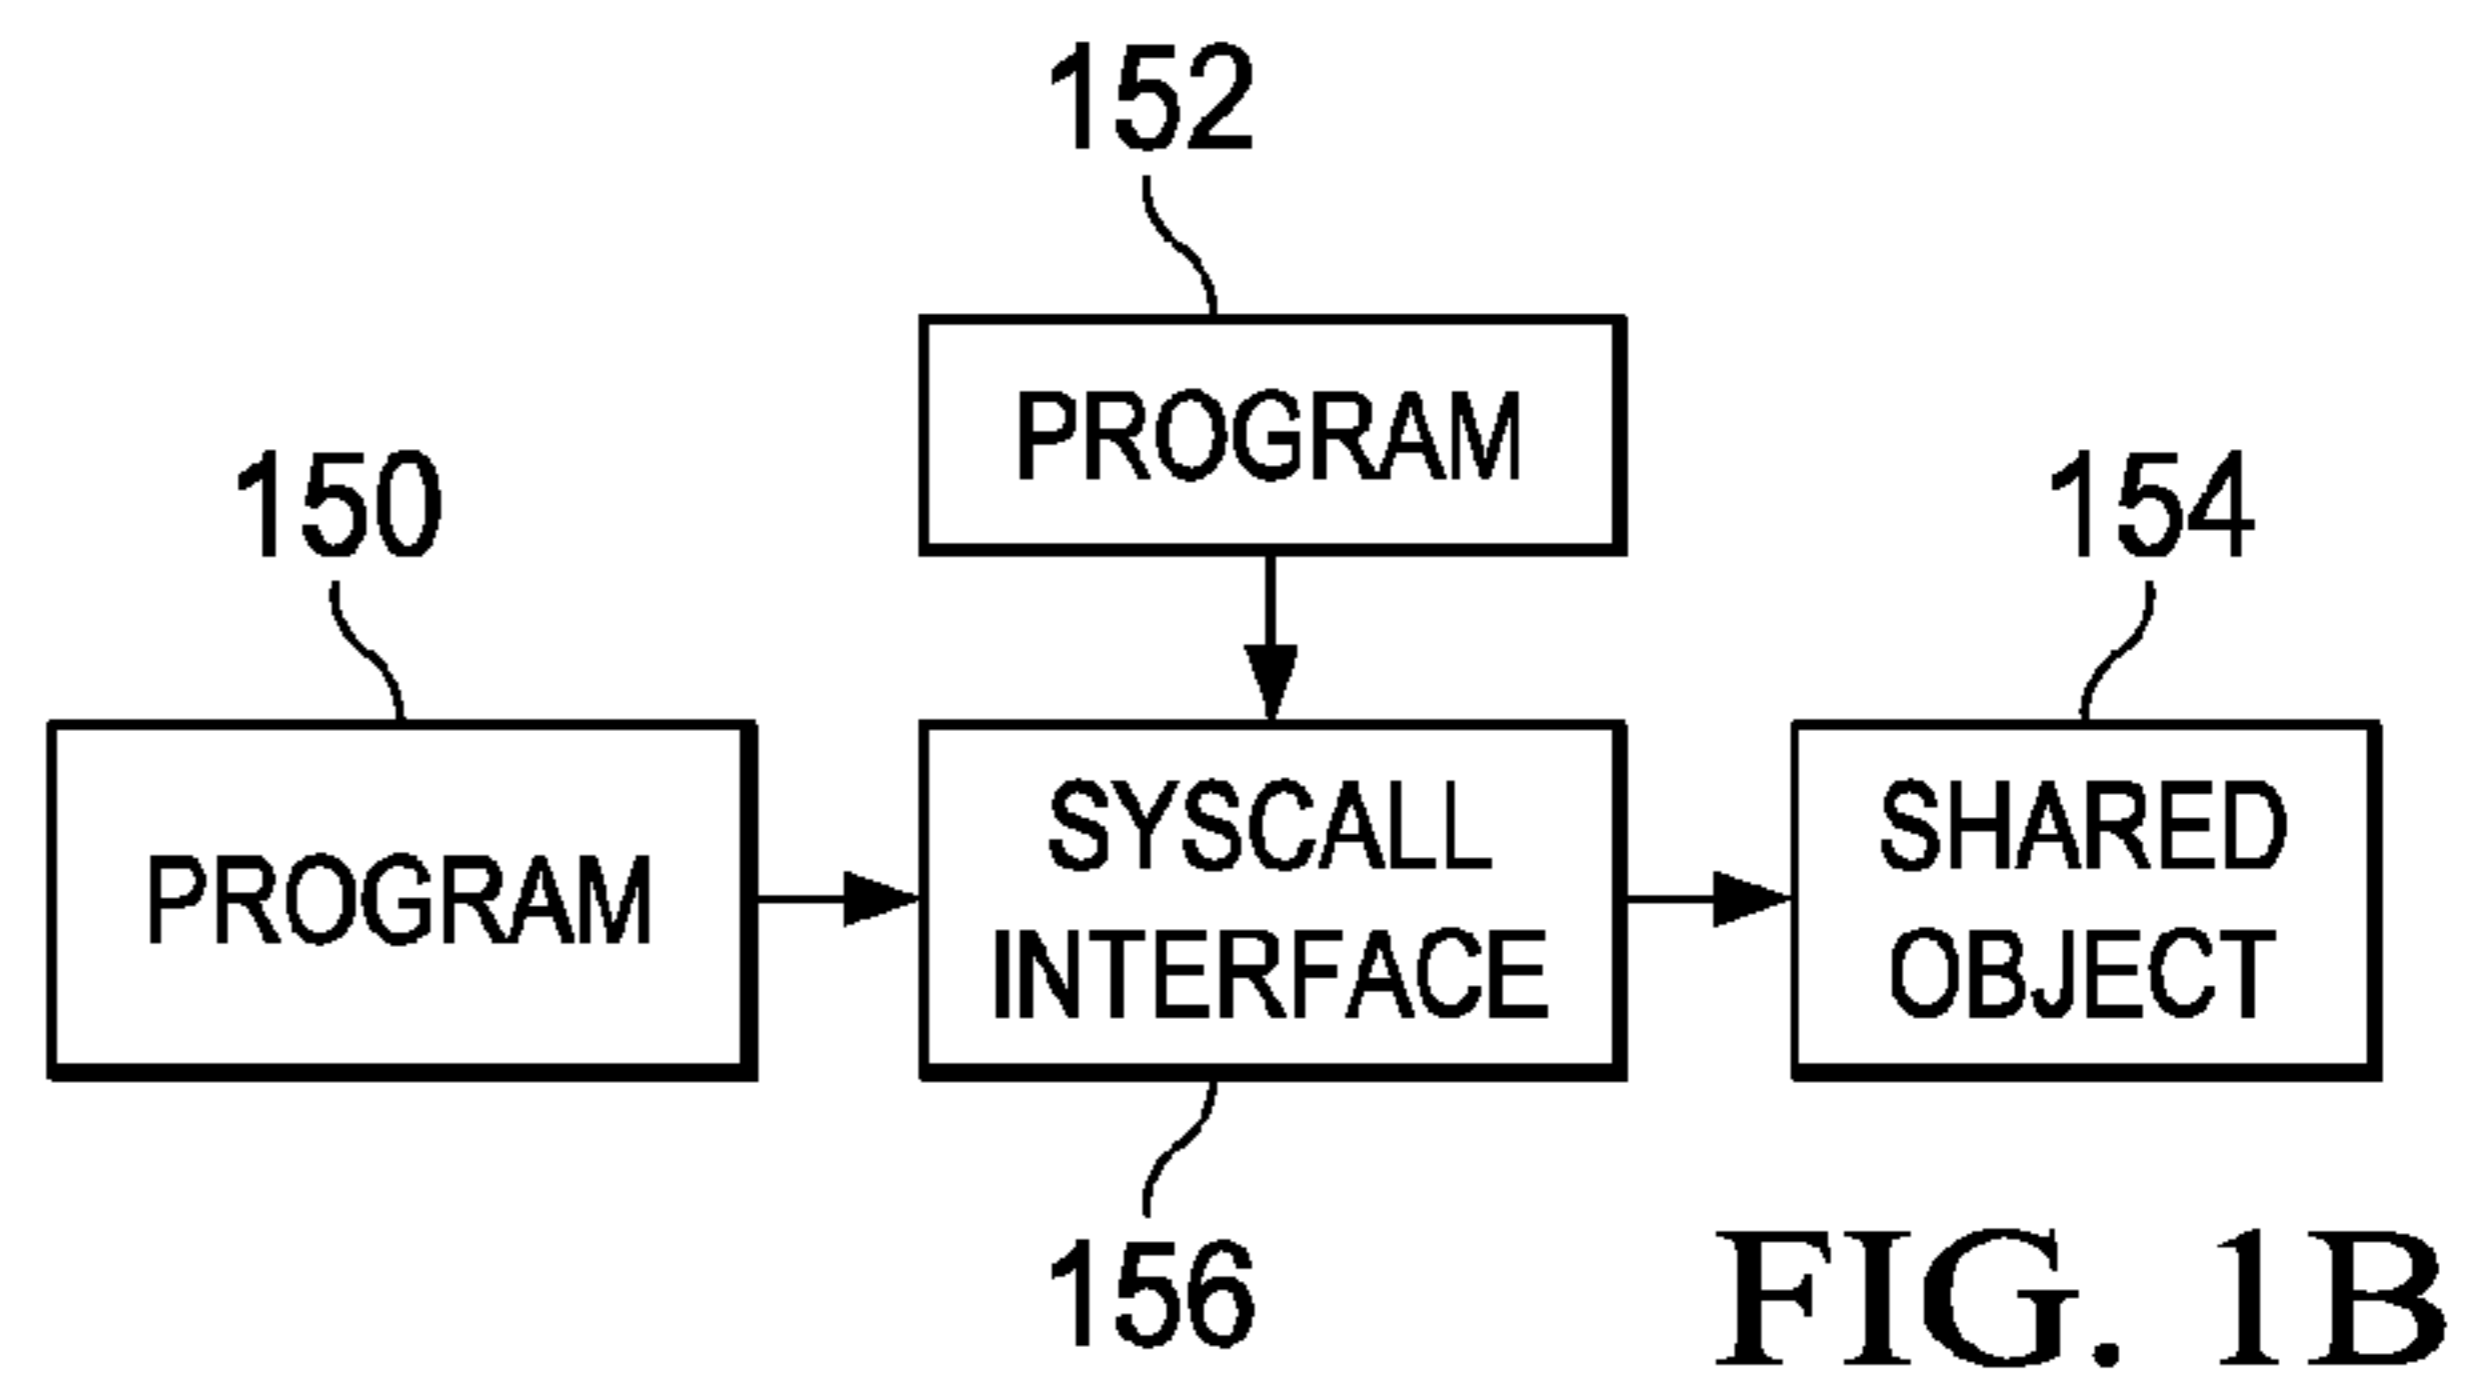 152
PROGRAM
150
154
PROGRAM
SYSCALL
INTERFACE
SHARED
OBJECT
156
FIG. 1B